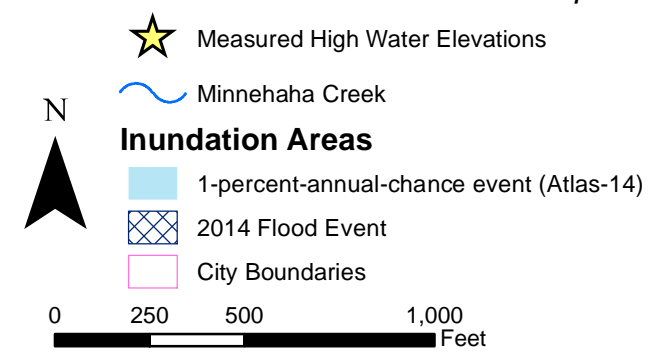 Measured High Water Elevations
Minnehaha Creek
N
Inundation Areas
1-percent-annual-chance event (Atlas-14)
2014 Flood Event
City Boundaries
0 250 500 1,000
Feet